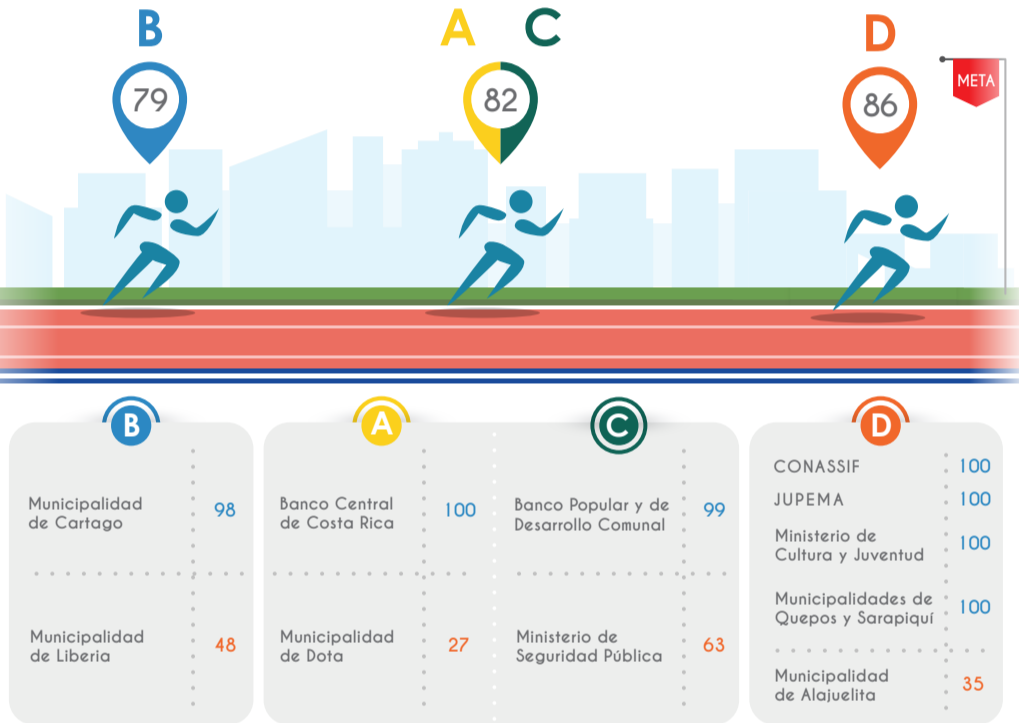 B
A
C
D
79
82
86
META
B
A
C
D
Municipalidad
de Cartago
98
Municipalidad
de Liberia
48
Banco Central
de Costa Rica
100
Municipalidad
de Dota
27
Banco Popular y de
Desarrollo Comunal
99
Ministerio de
Seguridad Pública
63
CONASSIF
100
JUPEMA
100
Ministerio de
Cultura y Juventud
100
Municipalidades de
Quepos y Sarapiquí
100
Municipalidad
de Alajuelita
35